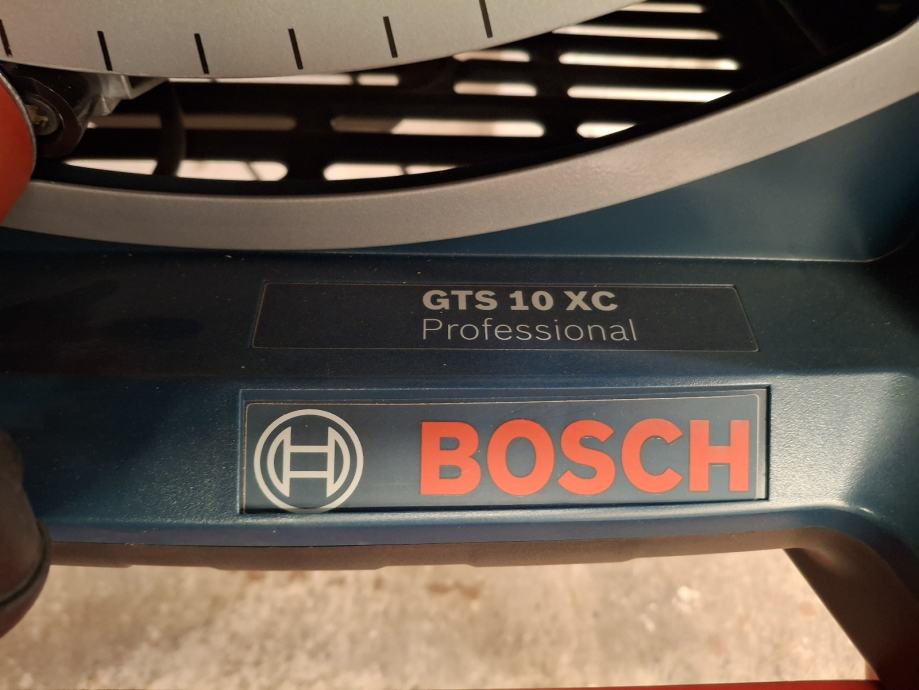 GTS 10 XC
Professional
BOSCH